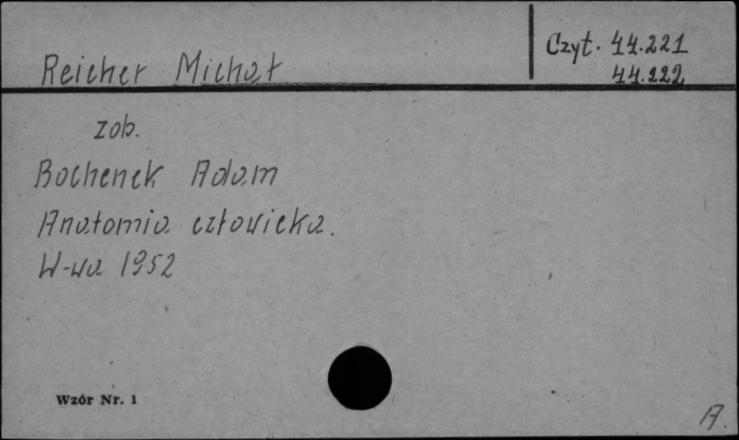 Reicher Michał
Czyt. 44.221
44.222
zob.
Bochenek Adam
Anatomia człowieka.
W-wa 1952
Wzór Nr. 1
A.